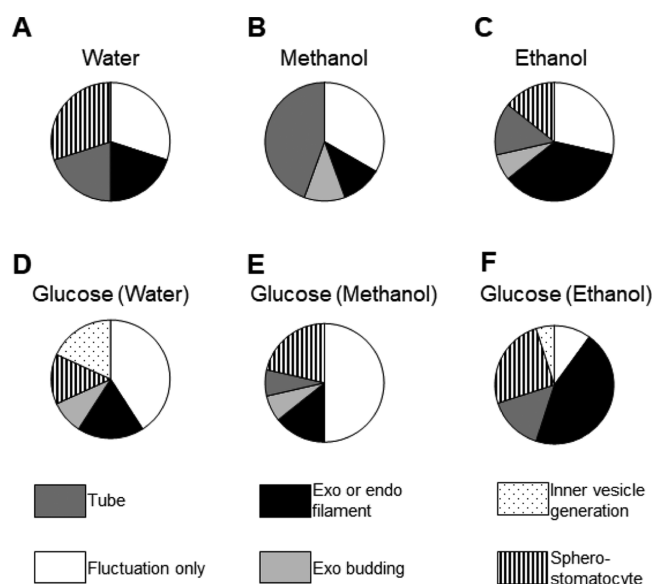 A
B
C
Water
Methanol
Ethanol
D
E
F
Glucose (Water)
Glucose (Methanol)
Glucose (Ethanol)
Tube
Exo or endo
filament
Inner vesicle
generation
Fluctuation only
Exo budding
Sphero-
stomatocyte